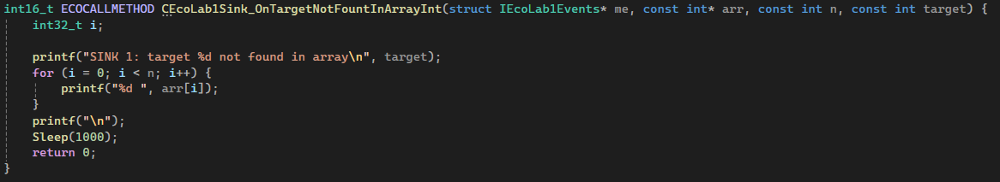 int16_t ECOCALLMETHOD CEcoLab1Sink_OnTargetNotFountInArrayInt(struct IEcoLab1Events* me, const int* arr, const int n, const int target) {
    int32_t i;

    printf("SINK 1: target %d not found in array\n", target);
    for (i = 0; i < n; i++) {
        printf("%d ", arr[i]);
    }
    printf("\n");
    Sleep(1000);
    return 0;
}